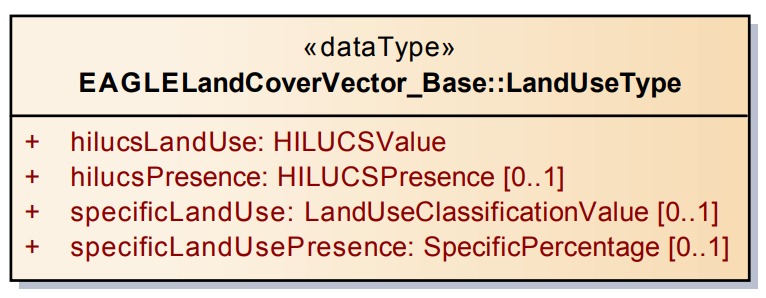 «dataType»
EAGLELandCoverVector_Base::LandUseType
+ hilucsLandUse: HILUCSValue
+ hilucsPresence: HILUCSPresence [0..1]
+ specificLandUse: LandUseClassificationValue [0..1]
+ specificLandUsePresence: SpecificPercentage [0..1]